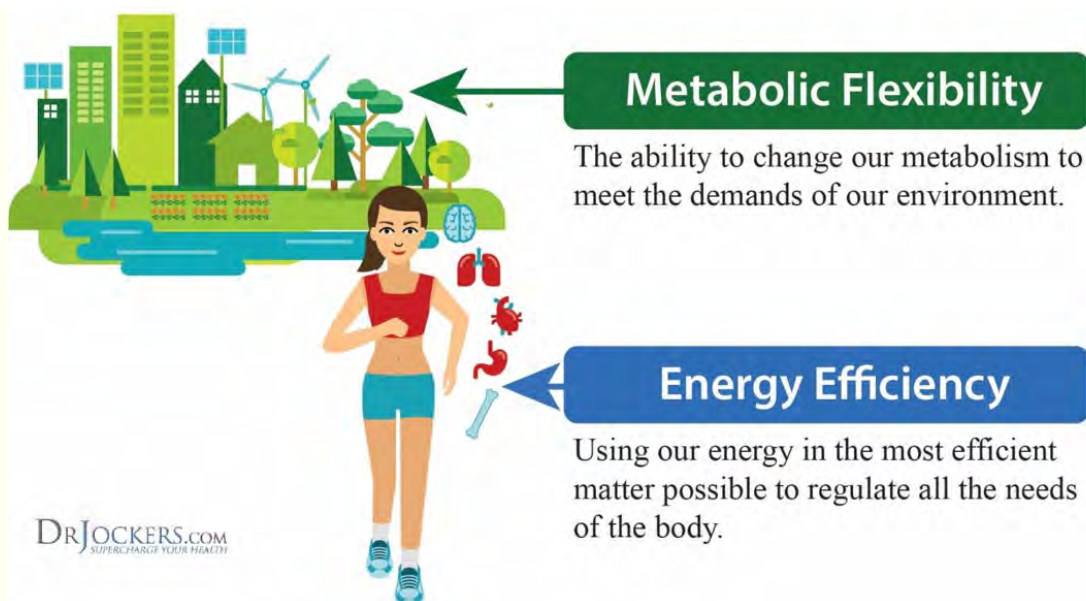 Metabolic Flexibility
The ability to change our metabolism to
meet the demands of our environment.
Energy Efficiency
Using our energy in the most efficient
matter possible to regulate all the needs
of the body.
DRJOCKERS.COM
SUPERCHARGE YOUR HEALTH